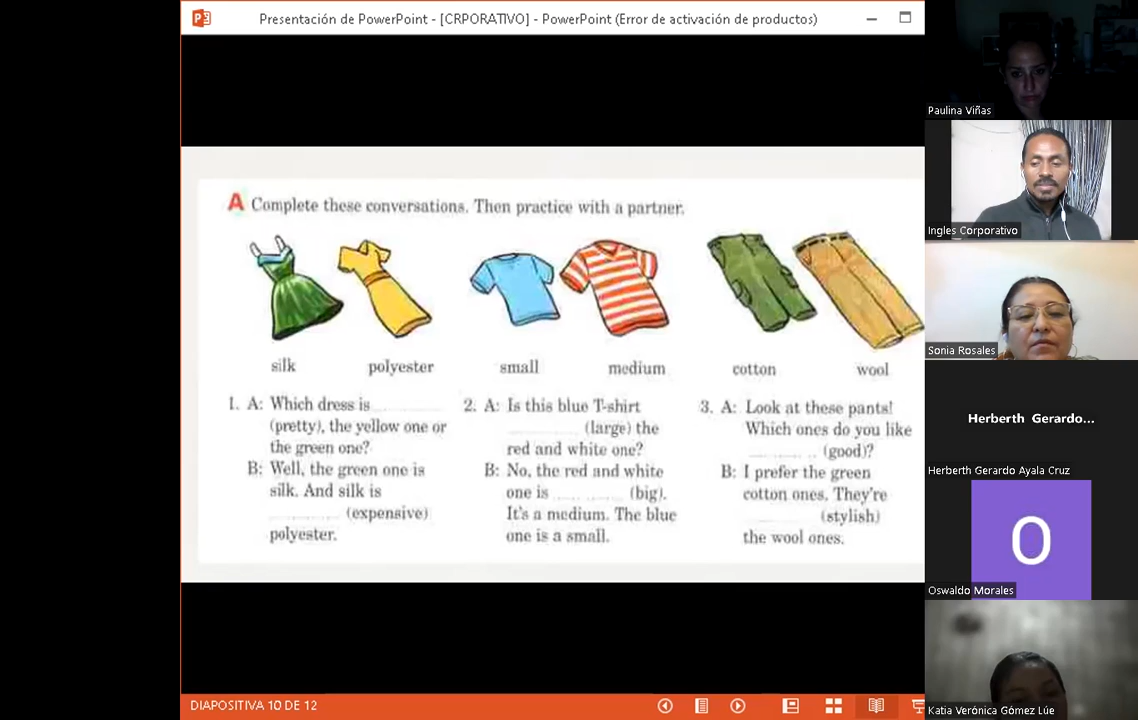 Presentación de PowerPoint - [CRPORATIVO] - PowerPoint (Error de activación de productos)
A Complete these conversations. Then practice with a partner.
silk polyester small medium cotton wool
1. A: Which dress is ............
(pretty), the yellow one or
the green one?
B: Well, the green one is
silk. And silk is
............ (expensive)
polyester.
2. A: Is this blue T-shirt
............ (large) the
red and white one?
B: No, the red and white
one is ............ (big).
It's a medium. The blue
one is a small.
3. A: Look at these pants!
Which ones do you like
............ (good)?
B: I prefer the green
cotton ones. They're
............ (stylish)
the wool ones.
DIAPOSITIVA 10 DE 12
Paulina Viñas
Ingles Corporativo
Sonia Rosales
Herberth Gerardo...
Herberth Gerardo Ayala Cruz
O
Oswaldo Morales
Katia Verónica Gómez Lúe